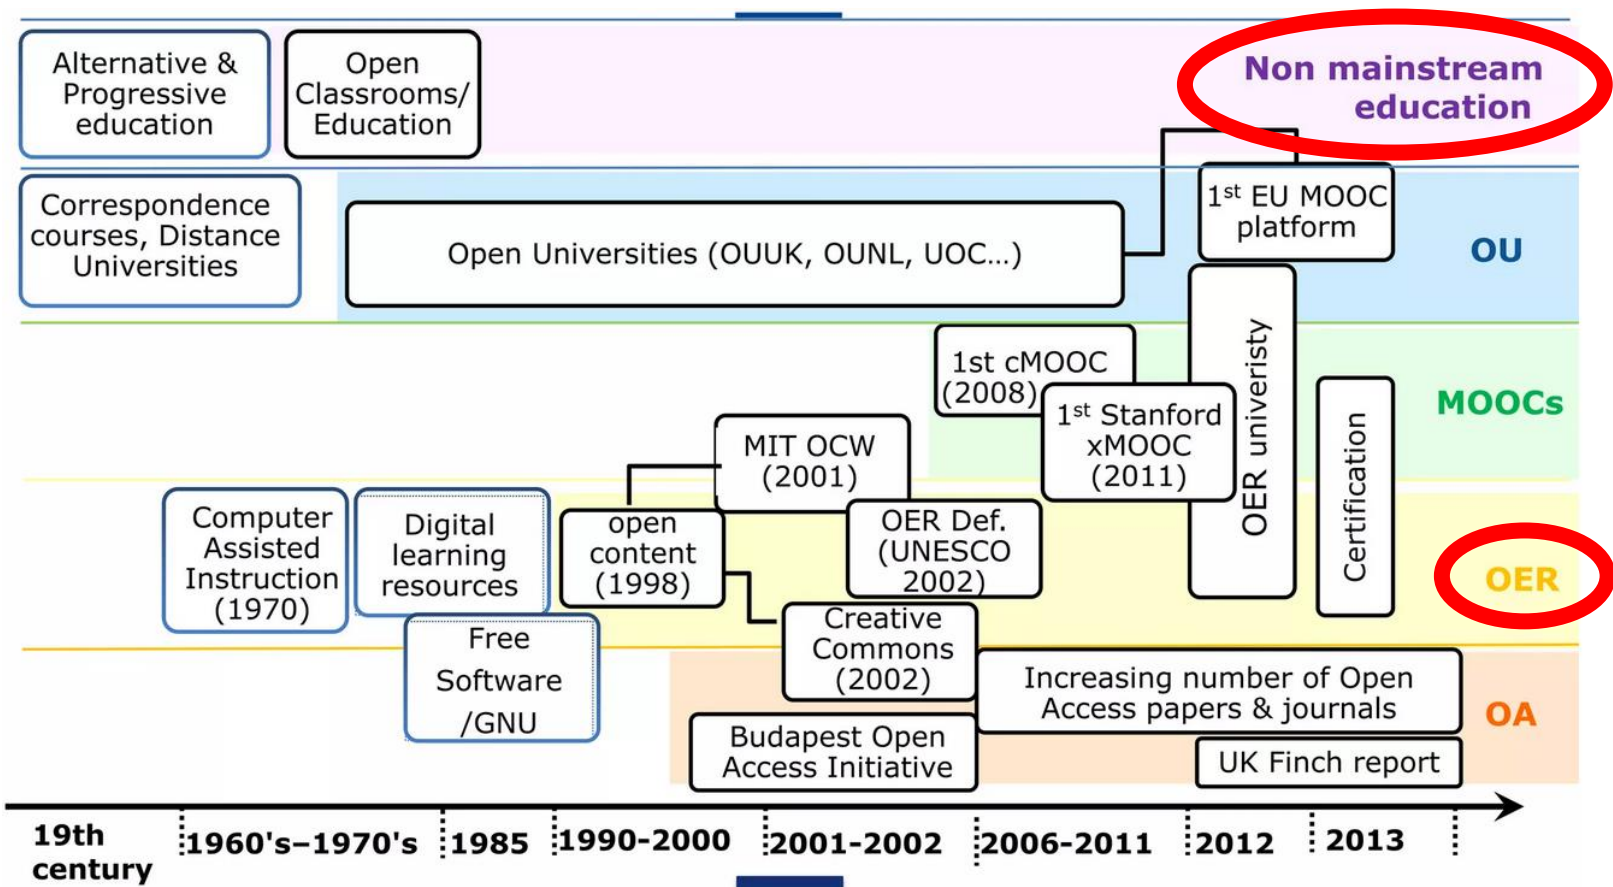 Alternative &
Progressive
education
Open
Classrooms/
Education
Non mainstream
education
Correspondence
courses, Distance
Universities
Open Universities (OUUK, OUNL, UOC...)
1st EU MOOC
platform
OU
1st cMOOC
(2008)
1st Stanford
xMOOC
(2011)
OER univeristy
Certification
MOOCs
MIT OCW
(2001)
Computer
Assisted
Instruction
(1970)
Digital
learning
resources
open
content
(1998)
OER Def.
(UNESCO
2002)
OER
Free
Software
/GNU
Creative
Commons
(2002)
Increasing number of Open
Access papers & journals
OA
Budapest Open
Access Initiative
UK Finch report
19th
century
1960's–1970's
1985
1990-2000
2001-2002
2006-2011
2012
2013